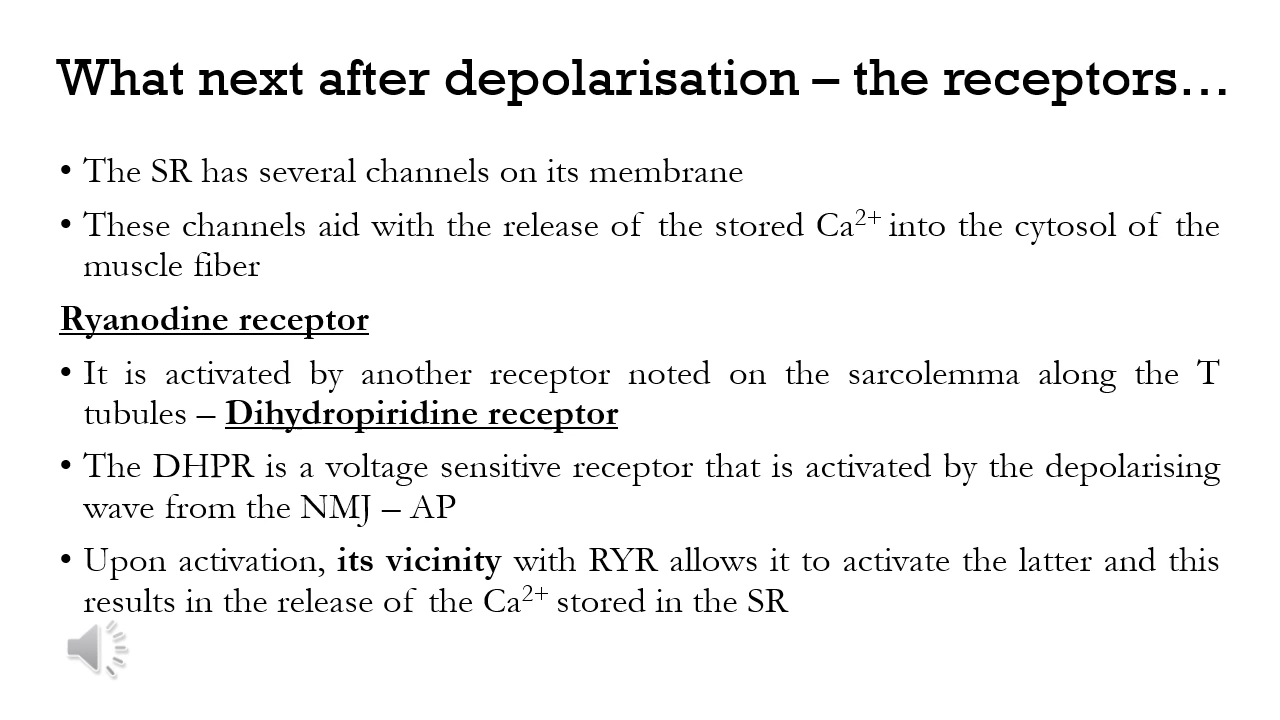 What next after depolarisation – the receptors…
• The SR has several channels on its membrane
• These channels aid with the release of the stored Ca²⁺ into the cytosol of the
muscle fiber
Ryanodine receptor
• It is activated by another receptor noted on the sarcolemma along the T
tubules – Dihydropiridine receptor
• The DHPR is a voltage sensitive receptor that is activated by the depolarising
wave from the NMJ – AP
• Upon activation, its vicinity with RYR allows it to activate the latter and this
results in the release of the Ca²⁺ stored in the SR